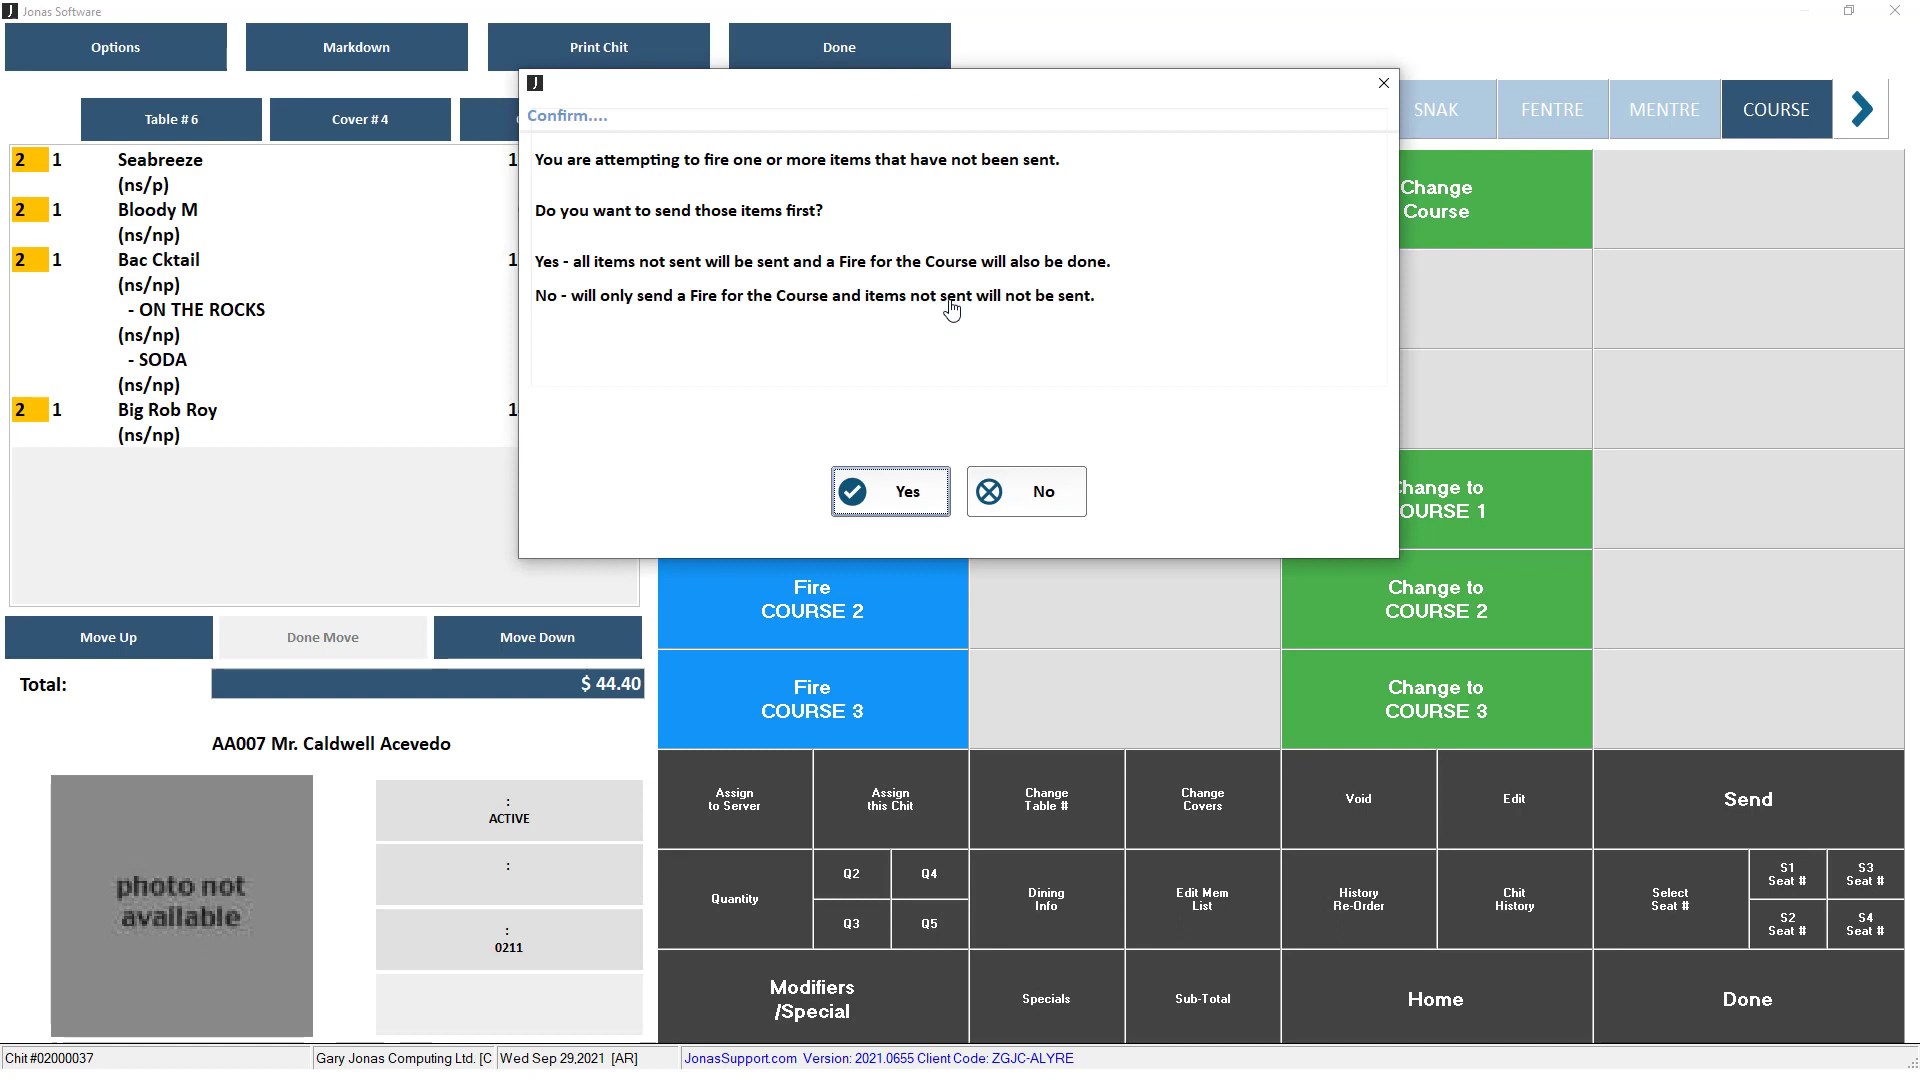 Jonas Software
Options
Markdown
Print Chit
Done
Table # 6
Cover # 4
SNAK
FENTRE
MENTRE
COURSE
Confirm....
You are attempting to fire one or more items that have not been sent.
Do you want to send those items first?
Yes - all items not sent will be sent and a Fire for the Course will also be done.
No - will only send a Fire for the Course and items not sent will not be sent.
Yes
No
2 1 Seabreeze 1
(ns/p)
2 1 Bloody M
(ns/np)
2 1 Bac Cktail 1
(ns/np)
- ON THE ROCKS
(ns/np)
- SODA
(ns/np)
2 1 Big Rob Roy 1
(ns/np)
Change
Course
Change to
COURSE 1
Fire
COURSE 2
Change to
COURSE 2
Fire
COURSE 3
Change to
COURSE 3
Move Up
Done Move
Move Down
Total:
$ 44.40
AA007 Mr. Caldwell Acevedo
photo not
available
:
ACTIVE
:
:
0211
Assign
to Server
Assign
this Chit
Change
Table #
Change
Covers
Void
Edit
Send
Quantity
Q2
Q4
Q3
Q5
Dining
Info
Edit Mem
List
History
Re-Order
Chit
History
Select
Seat #
S1
Seat #
S3
Seat #
S2
Seat #
S4
Seat #
Modifiers
/Special
Specials
Sub-Total
Home
Done
Chit #02000037
Gary Jonas Computing Ltd. [C
Wed Sep 29,2021 [AR]
JonasSupport.com Version: 2021.0655 Client Code: ZGJC-ALYRE